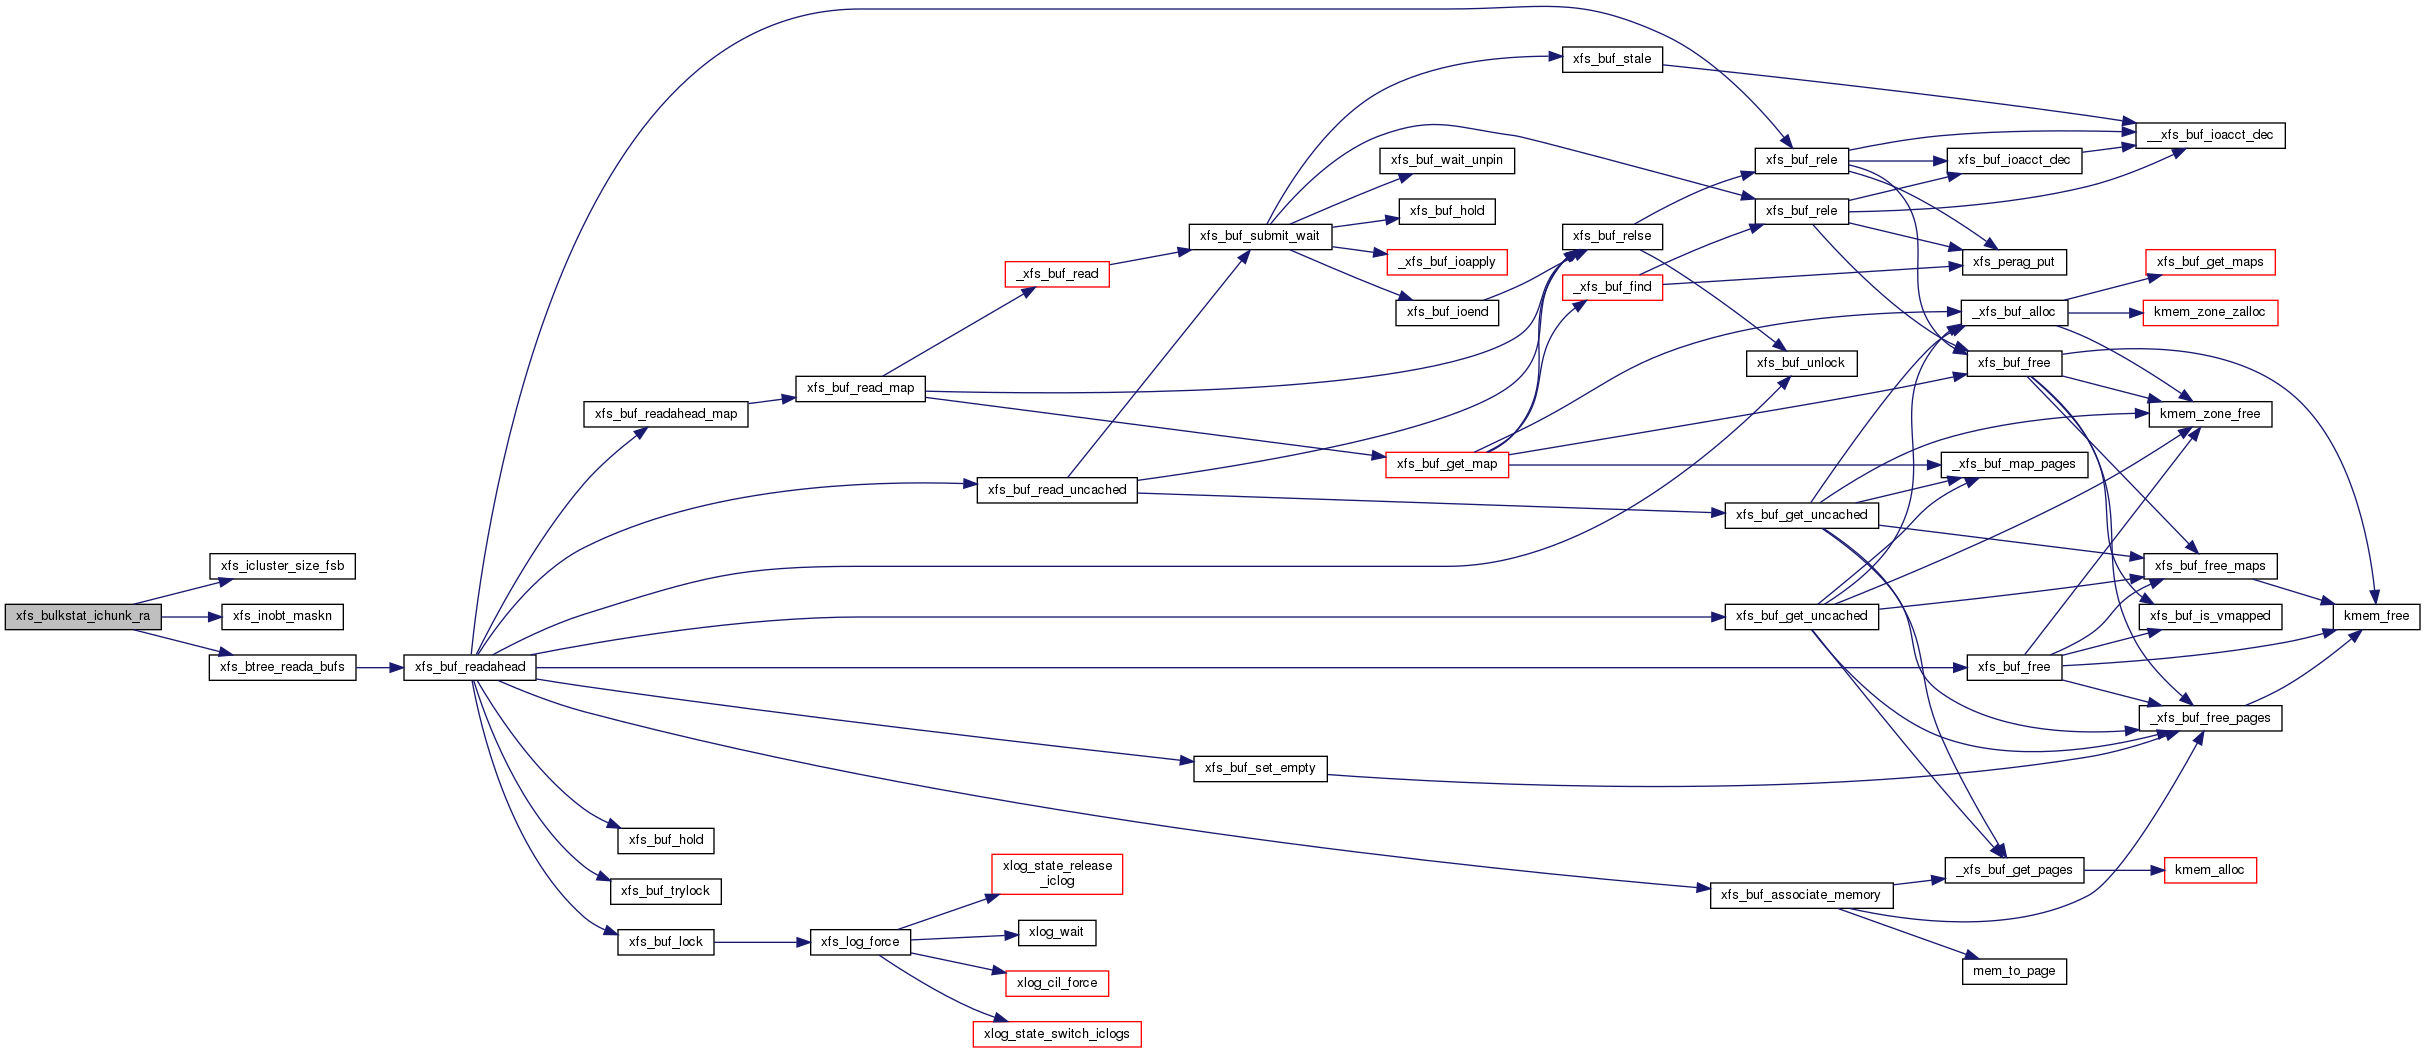 xfs_buf_stale
__xfs_buf_ioacct_dec
xfs_buf_wait_unpin
xfs_buf_rele
xfs_buf_ioacct_dec
xfs_buf_hold
xfs_buf_rele
xfs_buf_submit_wait
xfs_buf_relse
_xfs_buf_read
_xfs_buf_ioapply
xfs_perag_put
xfs_buf_get_maps
_xfs_buf_find
xfs_buf_ioend
_xfs_buf_alloc
kmem_zone_zalloc
xfs_buf_unlock
xfs_buf_free
xfs_buf_read_map
xfs_buf_readahead_map
kmem_zone_free
xfs_buf_get_map
_xfs_buf_map_pages
xfs_buf_read_uncached
xfs_buf_get_uncached
xfs_icluster_size_fsb
xfs_buf_free_maps
xfs_bulkstat_ichunk_ra
xfs_inobt_maskn
xfs_buf_get_uncached
xfs_buf_is_vmapped
kmem_free
xfs_btree_reada_bufs
xfs_buf_readahead
xfs_buf_free
_xfs_buf_free_pages
xfs_buf_set_empty
xfs_buf_hold
xlog_state_release
_iclog
_xfs_buf_get_pages
kmem_alloc
xfs_buf_trylock
xfs_buf_associate_memory
xlog_wait
xfs_buf_lock
xfs_log_force
mem_to_page
xlog_cil_force
xlog_state_switch_iclogs